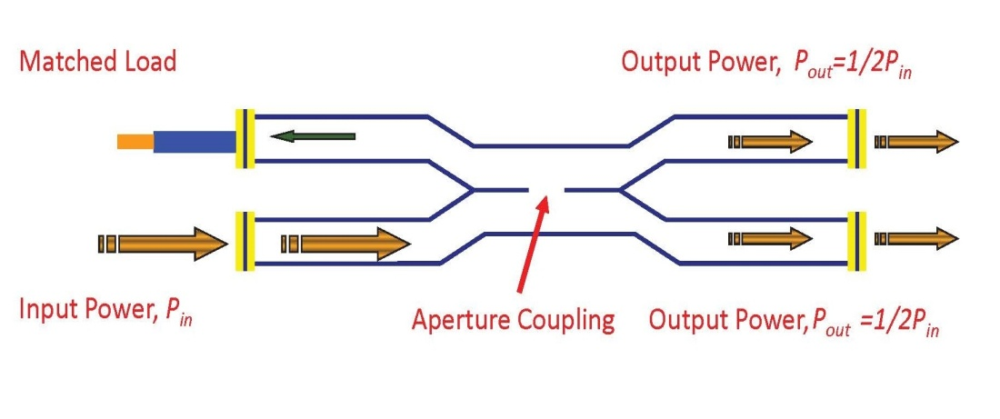 Matched Load
Output Power, Pout=1/2Pin
Input Power, Pin
Aperture Coupling
Output Power, Pout =1/2Pin